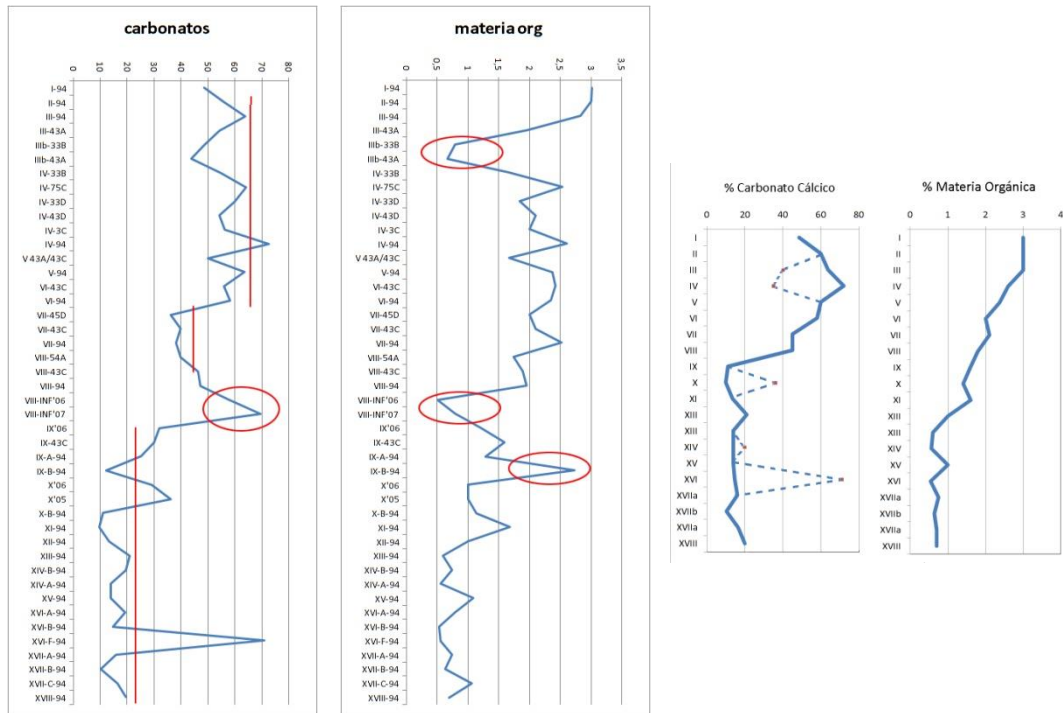 carbonatos
0
10
20
30
40
50
60
70
80
I-94
II-94
III-94
III-43A
IIIb-33B
IIIb-43A
IV-33B
IV-75C
IV-33D
IV-43D
IV-3C
IV-94
V 43A/43C
V-94
VI-43C
VI-94
VII-45D
VII-43C
VII-94
VIII-54A
VIII-43C
VIII-94
VIII-INF'06
VIII-INF'07
IX'06
IX-43C
IX-A-94
IX-B-94
X'06
X'05
X-B-94
XI-94
XII-94
XIII-94
XIV-B-94
XIV-A-94
XV-94
XVI-A-94
XVI-B-94
XVI-F-94
XVII-A-94
XVII-B-94
XVII-C-94
XVIII-94
materia org
0
0,5
1
1,5
2
2,5
3
3,5
I-94
II-94
III-94
III-43A
IIIb-33B
IIIb-43A
IV-33B
IV-75C
IV-33D
IV-43D
IV-3C
IV-94
V 43A/43C
V-94
VI-43C
VI-94
VII-45D
VII-43C
VII-94
VIII-54A
VIII-43C
VIII-94
VIII-INF'06
VIII-INF'07
IX'06
IX-43C
IX-A-94
IX-B-94
X'06
X'05
X-B-94
XI-94
XII-94
XIII-94
XIV-B-94
XIV-A-94
XV-94
XVI-A-94
XVI-B-94
XVI-F-94
XVII-A-94
XVII-B-94
XVII-C-94
XVIII-94
% Carbonato Cálcico
0 20 40 60 80
I
II
III
IV
V
VI
VII
VIII
IX
X
XI
XIII
XIII
XIV
XV
XVI
XVIIa
XVIIb
XVIIa
XVIII
% Materia Orgánica
0 1 2 3 4
I
II
III
IV
V
VI
VII
VIII
IX
X
XI
XIII
XIII
XIV
XV
XVI
XVIIa
XVIIb
XVIIa
XVIII